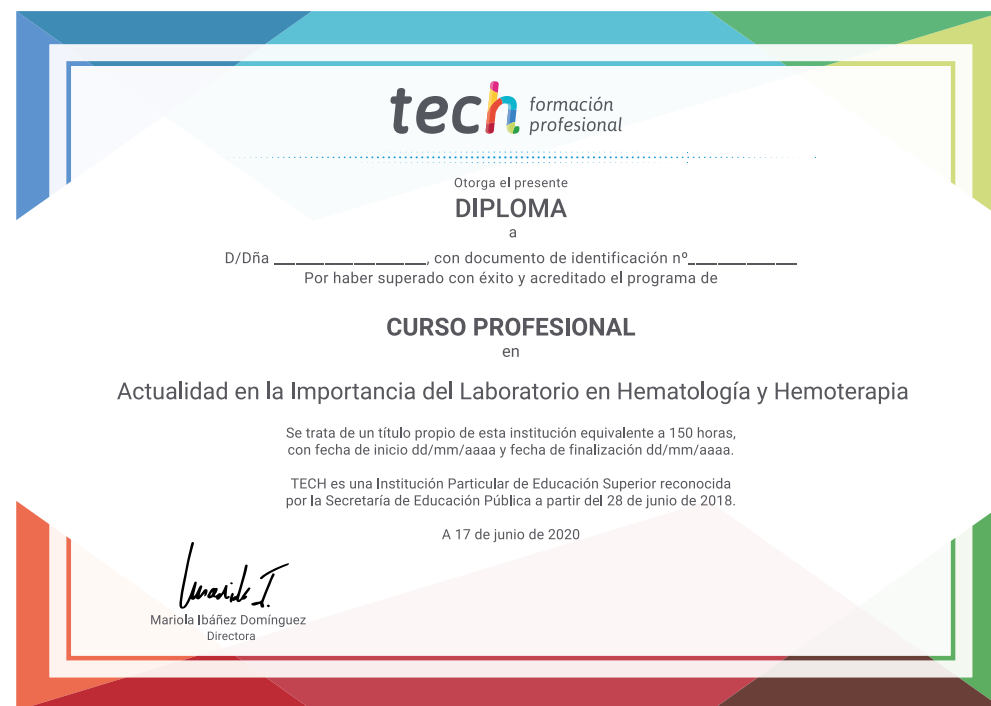 tech formación
profesional
Otorga el presente
DIPLOMA
a
D/Dña ______________, con documento de identificación nº__________
Por haber superado con éxito y acreditado el programa de
CURSO PROFESIONAL
en
Actualidad en la Importancia del Laboratorio en Hematología y Hemoterapia
Se trata de un título propio de esta institución equivalente a 150 horas,
con fecha de inicio dd/mm/aaaa y fecha de finalización dd/mm/aaaa.
TECH es una Institución Particular de Educación Superior reconocida
por la Secretaría de Educación Pública a partir del 28 de junio de 2018.
A 17 de junio de 2020
Mariola I.
Mariola Ibáñez Domínguez
Directora